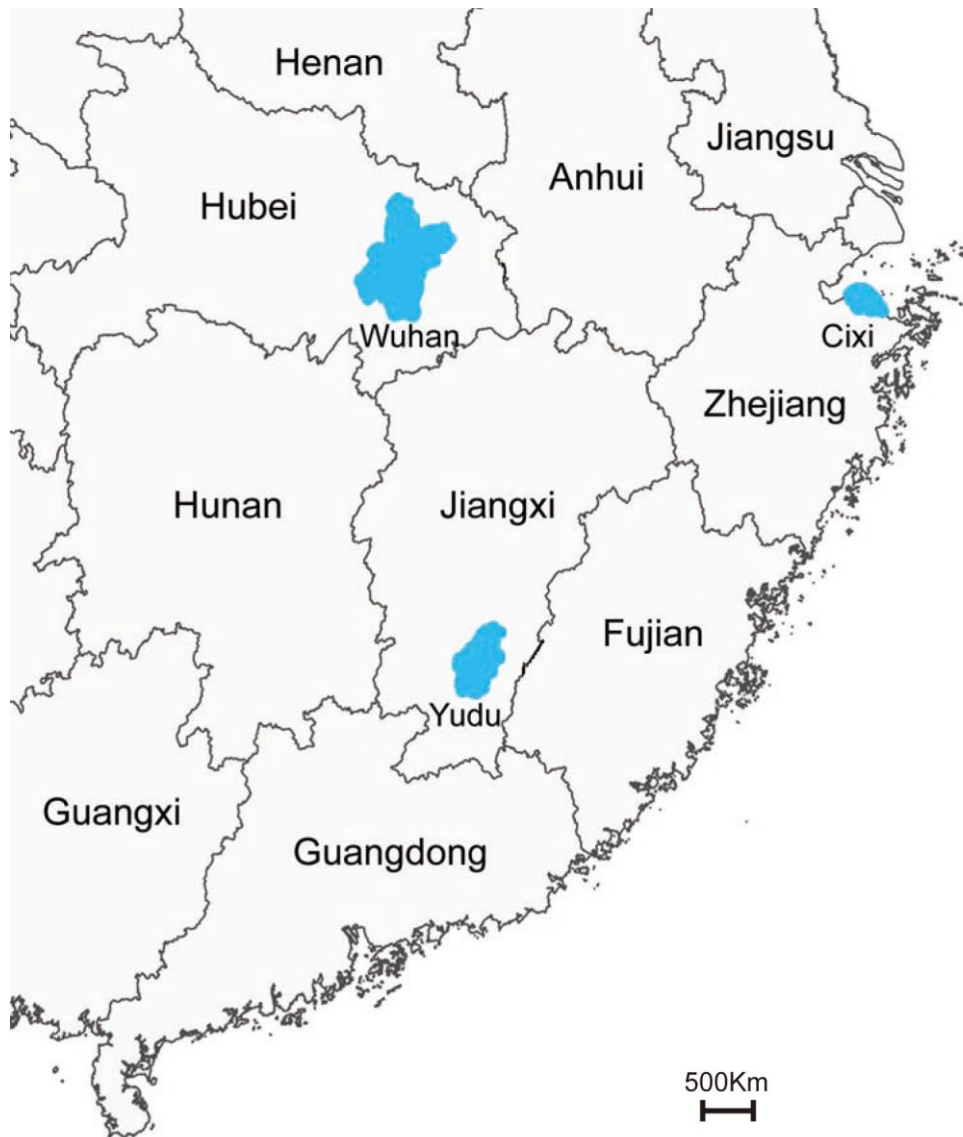 Henan
Jiangsu
Anhui
Hubei
Wuhan
Cixi
Zhejiang
Hunan
Jiangxi
Fujian
Yudu
Guangxi
Guangdong
500Km